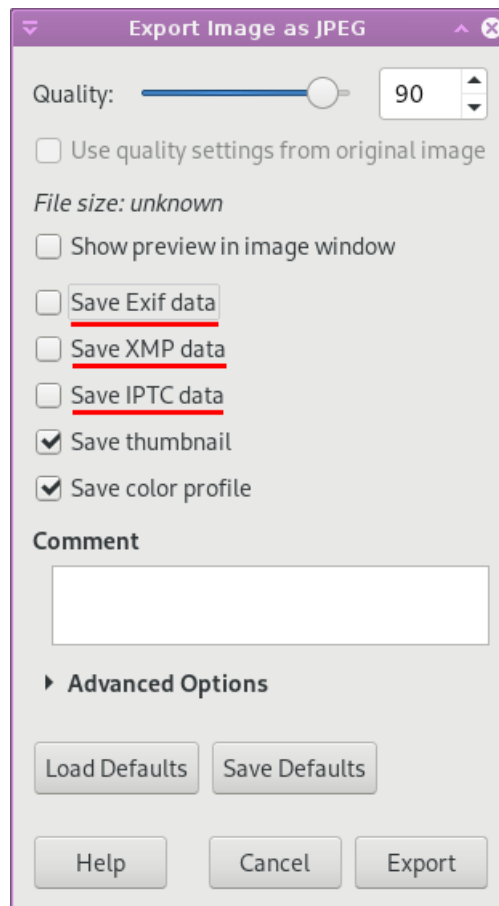 Export Image as JPEG
Quality: 90
Use quality settings from original image
File size: unknown
Show preview in image window
Save Exif data
Save XMP data
Save IPTC data
Save thumbnail
Save color profile
Comment
Advanced Options
Load Defaults Save Defaults
Help Cancel Export